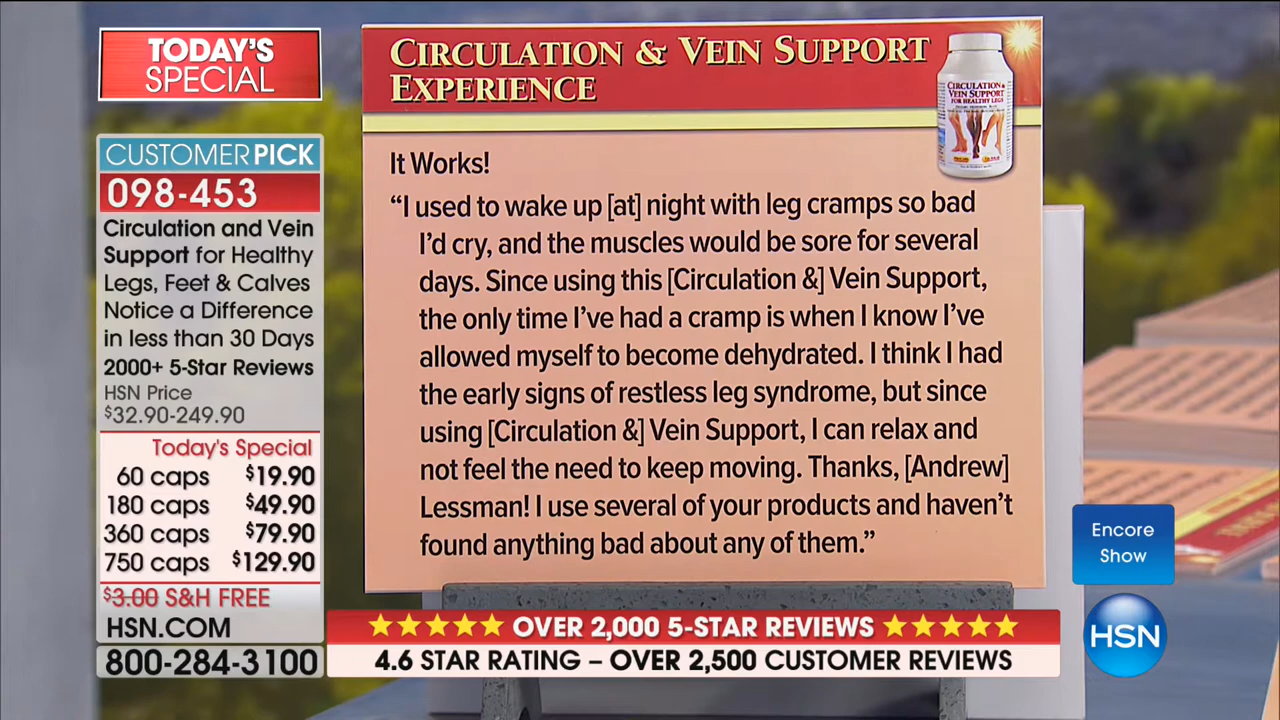 TODAY'S
SPECIAL
CUSTOMER PICK
098-453
Circulation and Vein
Support for Healthy
Legs, Feet & Calves
Notice a Difference
in less than 30 Days
2000+ 5-Star Reviews
HSN Price
$32.90-249.90
Today's Special
60 caps $19.90
180 caps $49.90
360 caps $79.90
750 caps $129.90
$3.00 S&H FREE
HSN.COM
800-284-3100
CIRCULATION & VEIN SUPPORT
EXPERIENCE
CIRCULATION &
VEIN SUPPORT
FOR HEALTHY LEGS
It Works!
“I used to wake up [at] night with leg cramps so bad
I’d cry, and the muscles would be sore for several
days. Since using this [Circulation &] Vein Support,
the only time I’ve had a cramp is when I know I’ve
allowed myself to become dehydrated. I think I had
the early signs of restless leg syndrome, but since
using [Circulation &] Vein Support, I can relax and
not feel the need to keep moving. Thanks, [Andrew]
Lessman! I use several of your products and haven’t
found anything bad about any of them.”
OVER 2,000 5-STAR REVIEWS
4.6 STAR RATING – OVER 2,500 CUSTOMER REVIEWS
Encore
Show
HSN